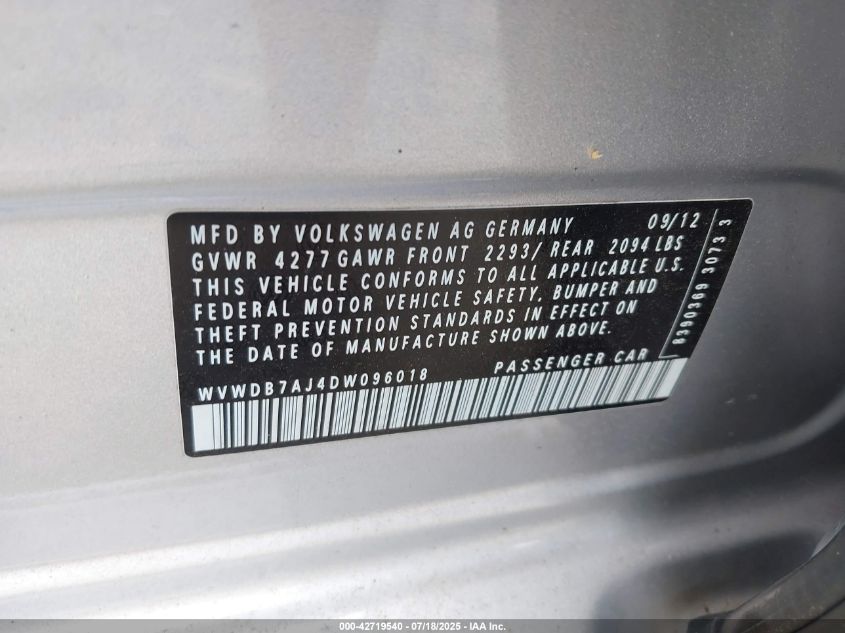 MFD BY VOLKSWAGEN AG GERMANY 09/12
GVWR 4277 GAWR FRONT 2293/ REAR 2094 LBS
THIS VEHICLE CONFORMS TO ALL APPLICABLE U.S.
FEDERAL MOTOR VEHICLE SAFETY, BUMPER AND
THEFT PREVENTION STANDARDS IN EFFECT ON
THE DATE OF MANUFACTURE SHOWN ABOVE.
WVWDB7AJ4DW096018 PASSENGER CAR
8390369 3073 3
000-42719540 - 07/18/2025 - IAA Inc.